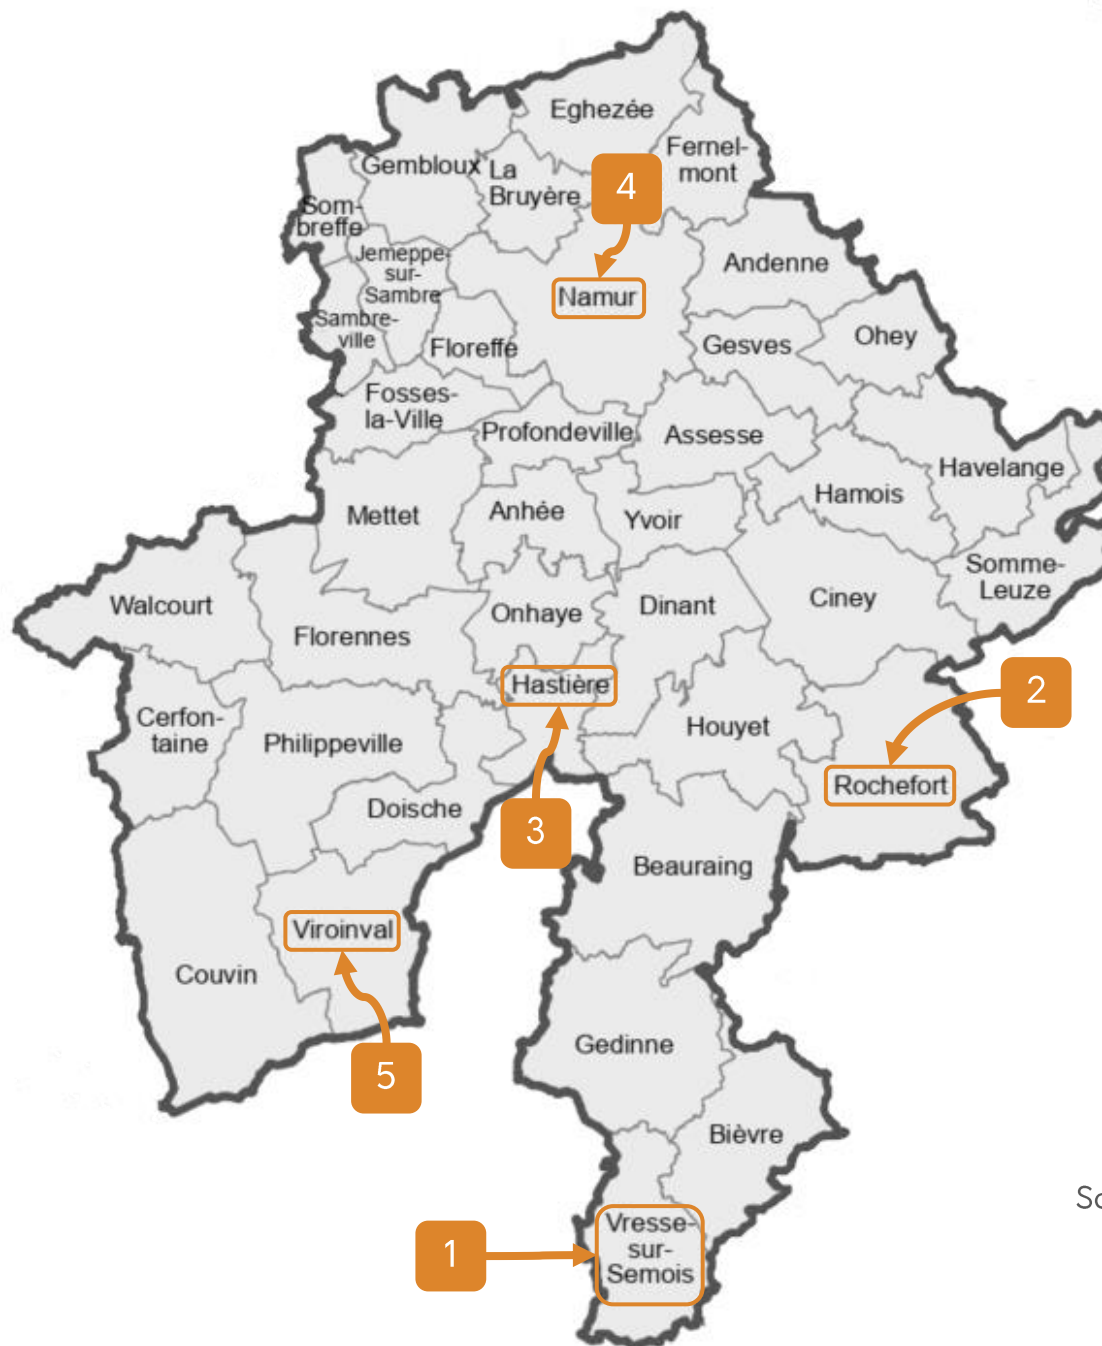 Eghezée
Fernel-
mont
Gembloux
La
Bruyère
4
Som-
breffe
Jemeppe-
sur-
Sambre
Andenne
Namur
Sambre-
ville
Floreffe
Gesves
Ohey
Fosses-
la-Ville
Profondeville
Assesse
Havelange
Hamois
Mettet
Anhée
Yvoir
Somme-
Leuze
Walcourt
Florennes
Onhaye
Dinant
Ciney
Hastière
2
Cerfon-
taine
Philippeville
Houyet
Rochefort
Doische
3
Beauraing
Viroinval
Couvin
Gedinne
5
Bièvre
Vresse-
sur-
Semois
1